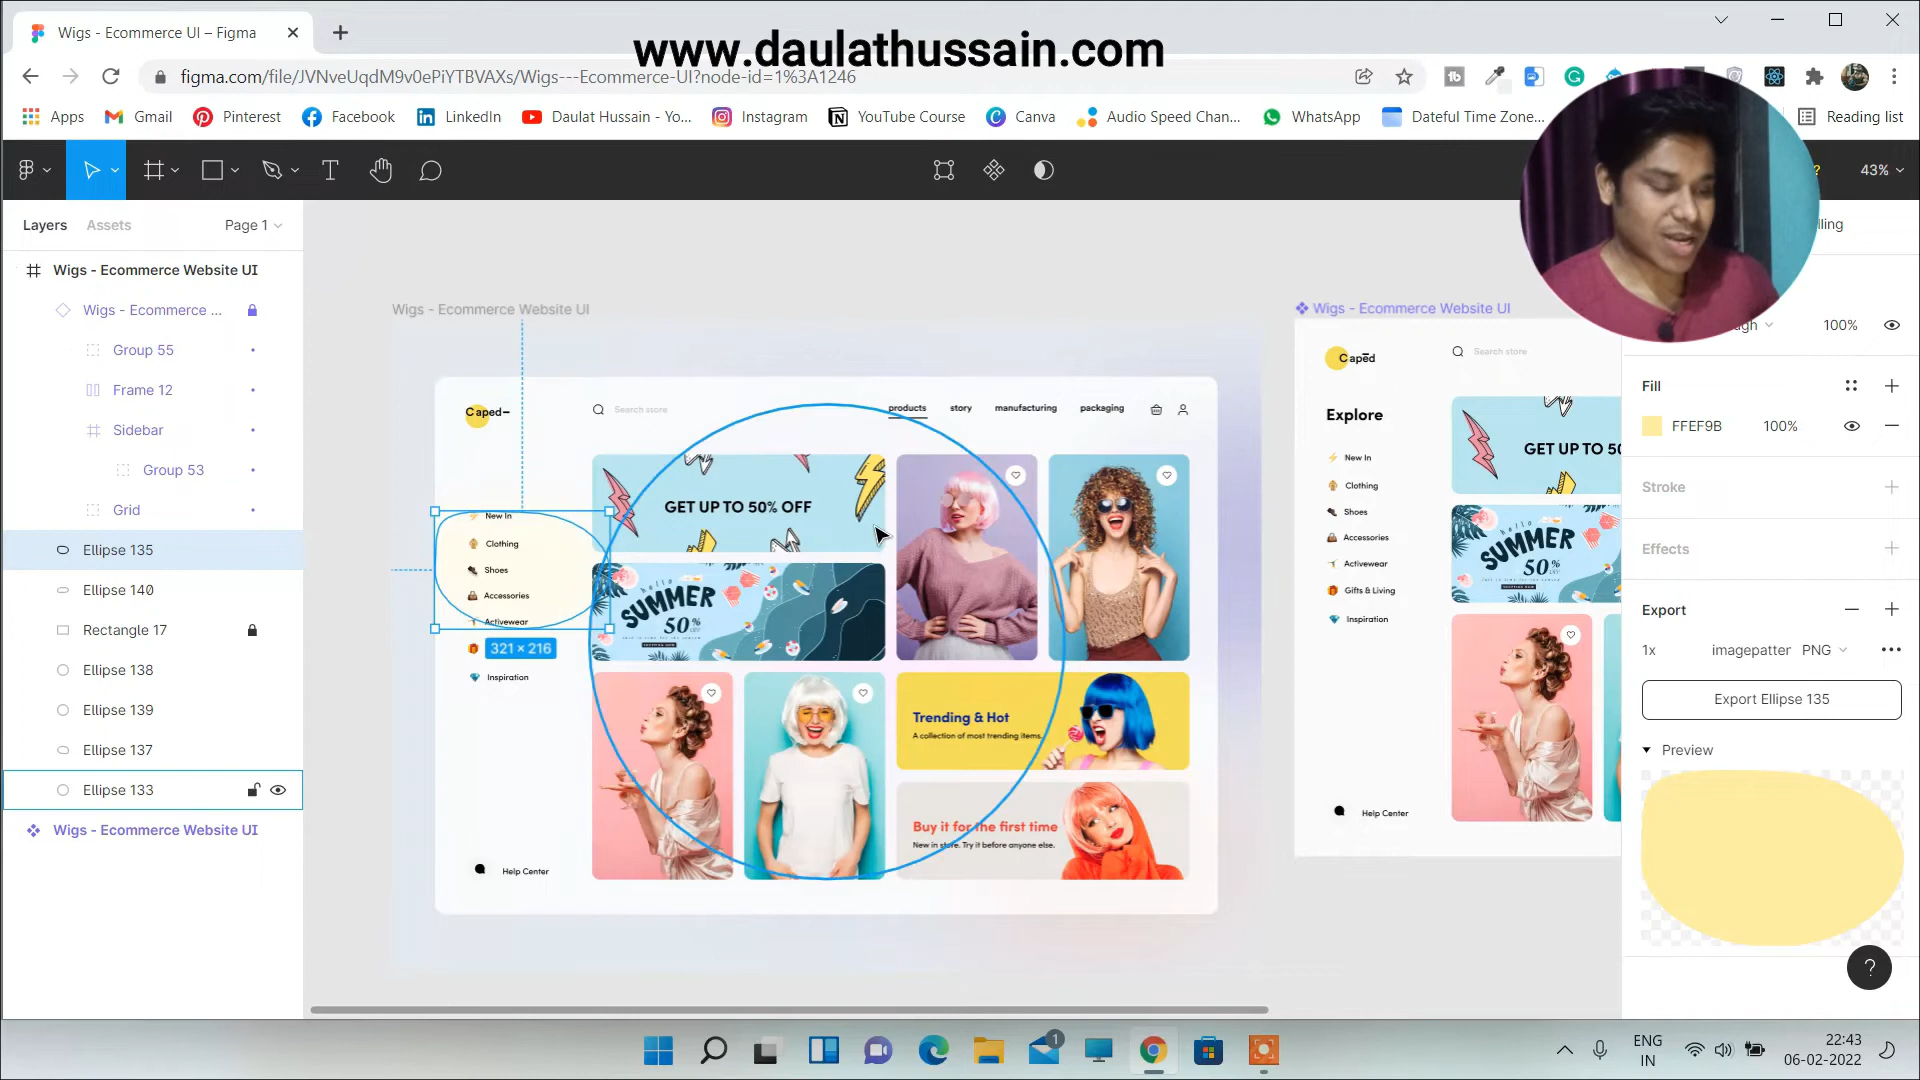 Wigs - Ecommerce UI – Figma
www.daulathussain.com
figma.com/file/JVNveUqdM9v0ePiYTBVAXs/Wigs---Ecommerce-UI?node-id=1%3A1246
Apps
Gmail
Pinterest
Facebook
LinkedIn
Daulat Hussain - Yo...
Instagram
YouTube Course
Canva
Audio Speed Chan...
WhatsApp
Dateful Time Zone...
Reading list
T
?
43%
Layers
Assets
Page 1
Wigs - Ecommerce Website UI
Wigs - Ecommerce ...
Group 55
Frame 12
Sidebar
Group 53
Grid
Ellipse 135
Ellipse 140
Rectangle 17
Ellipse 138
Ellipse 139
Ellipse 137
Ellipse 133
Wigs - Ecommerce Website UI
Wigs - Ecommerce Website UI
Caped
Search store
products
story
manufacturing
packaging
New In
Clothing
Shoes
Accessories
Activewear
321 × 216
Inspiration
Help Center
GET UP TO 50% OFF
hello
SUMMER
50%
Trending & Hot
A collection of most trending items.
Buy it for the first time
New in store. Try it before anyone else.
Wigs - Ecommerce Website UI
Capēd
Search store
Explore
New In
Clothing
Shoes
Accessories
Activewear
Gifts & Living
Inspiration
Help Center
GET UP TO 50
hello
SUMMER
50%
100%
Fill
FFEF9B
100%
Stroke
Effects
Export
1x
imagepatter
PNG
Export Ellipse 135
Preview
?
1
ENG
IN
22:43
06-02-2022